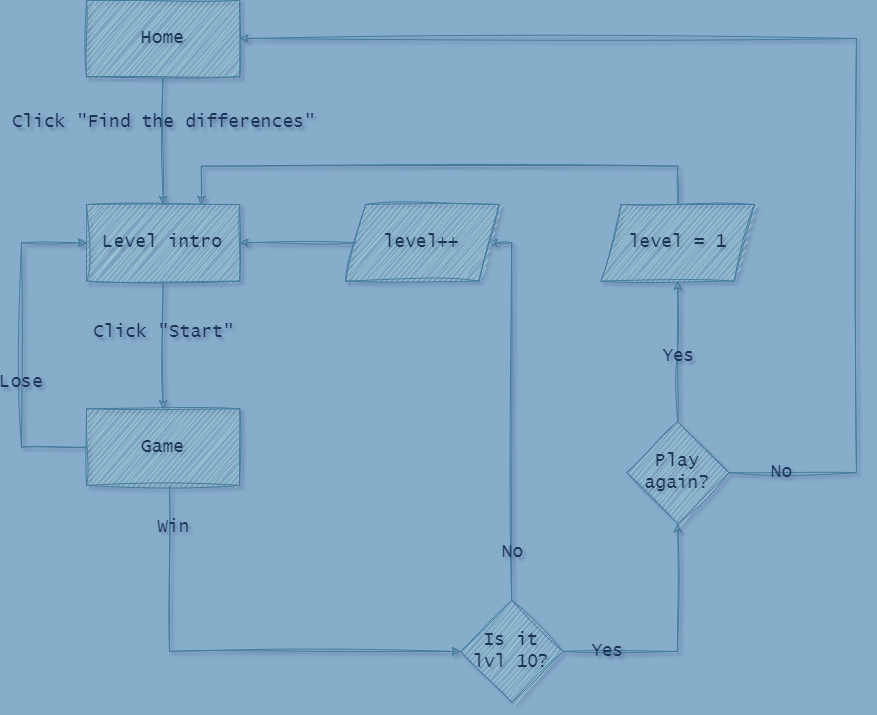 Home
Click "Find the differences"
Level intro
level++
level = 1
Click "Start"
Yes
Lose
Game
Play
again?
No
Win
No
Is it
lvl 10?
Yes